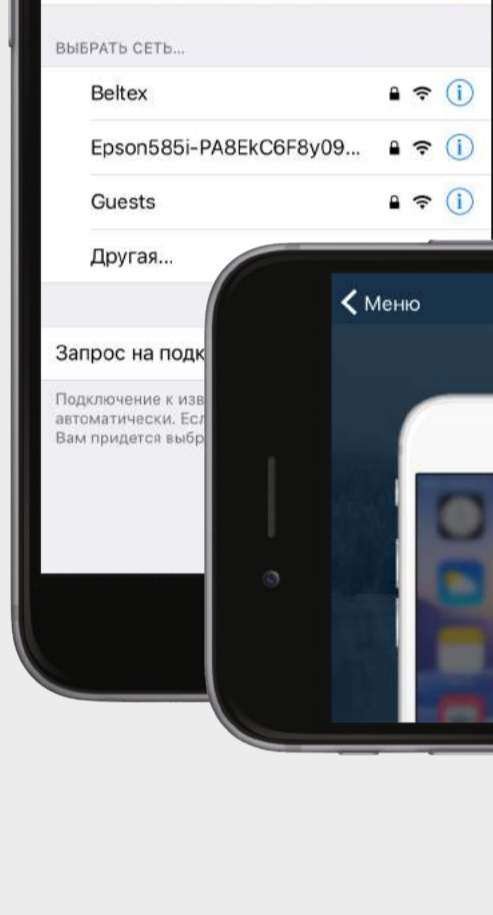 ВЫБРАТЬ СЕТЬ...
Beltex
Epson585i-PA8EkC6F8y09...
Guests
Другая...
Меню
Запрос на подк
Подключение к изв
автоматически. Есл
Вам придется выбр